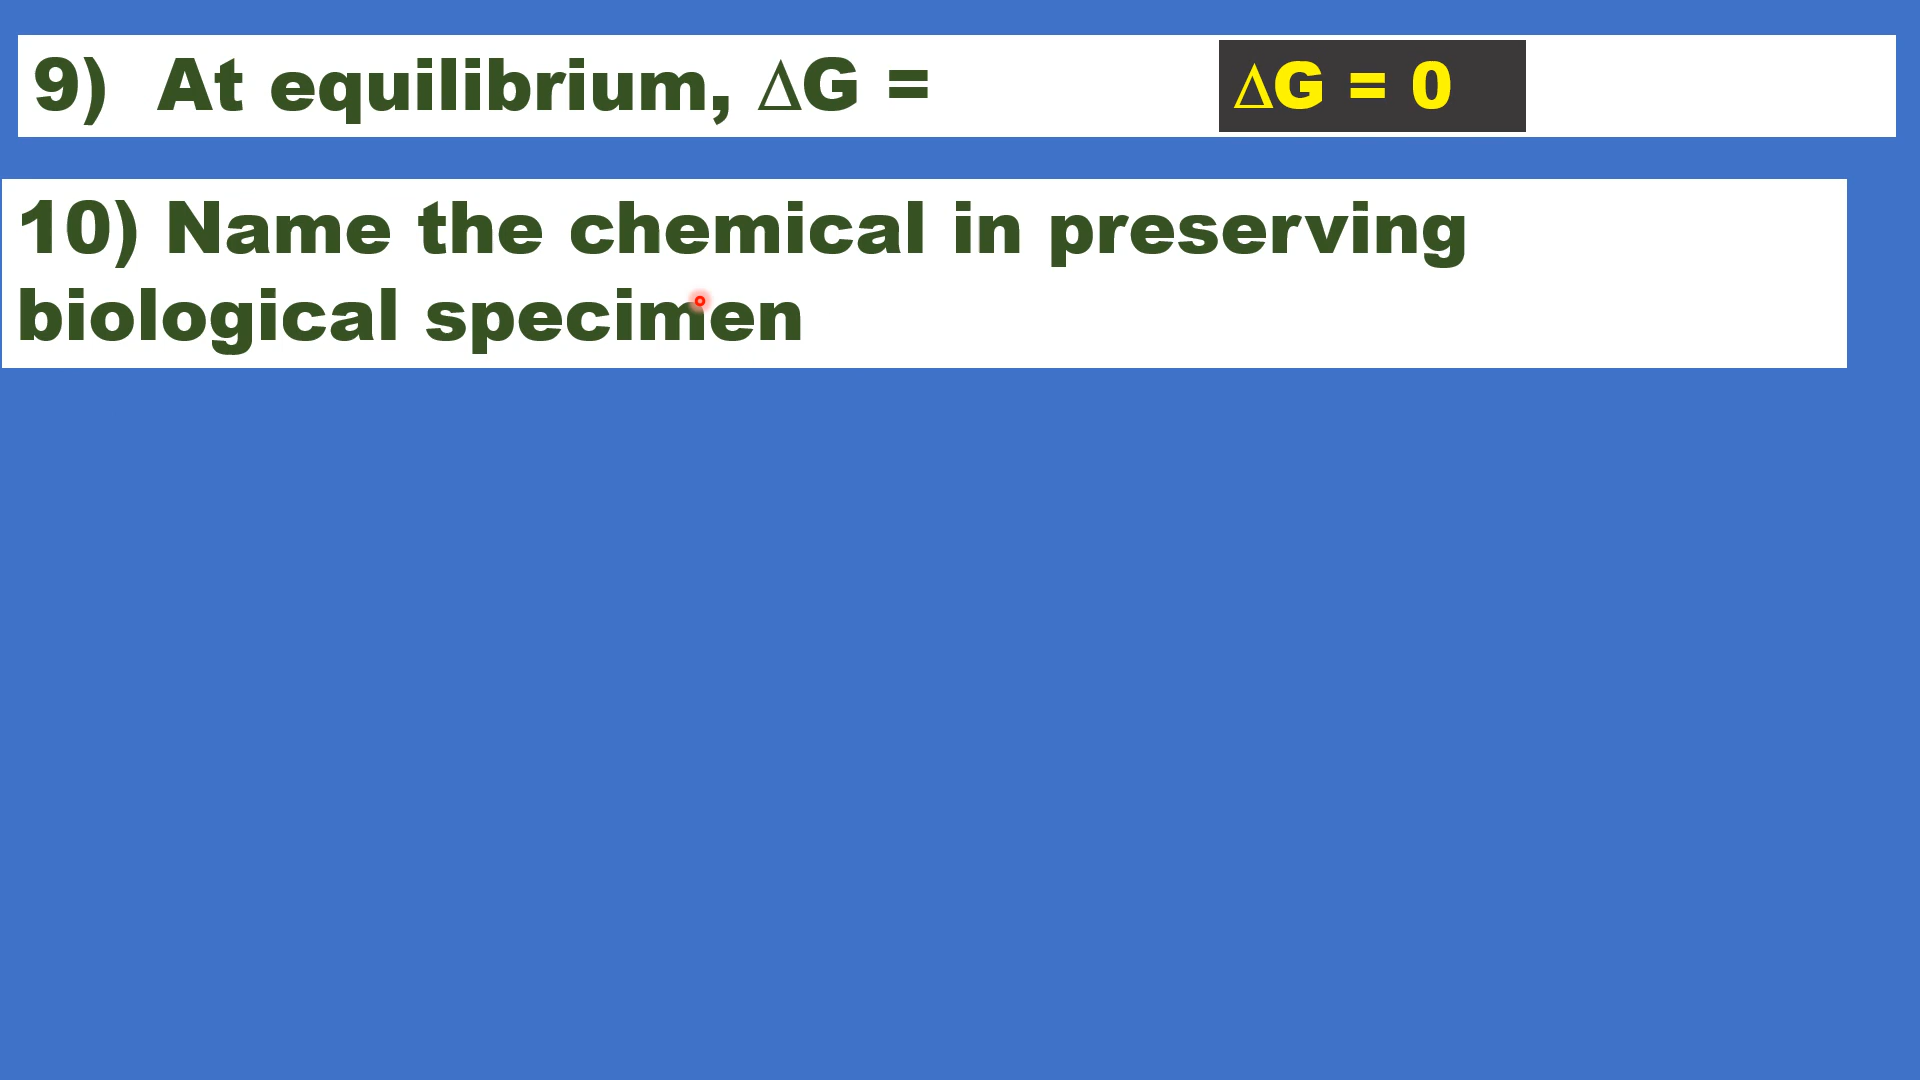 9) At equilibrium, ΔG = ΔG = 0
10) Name the chemical in preserving
biological specimen